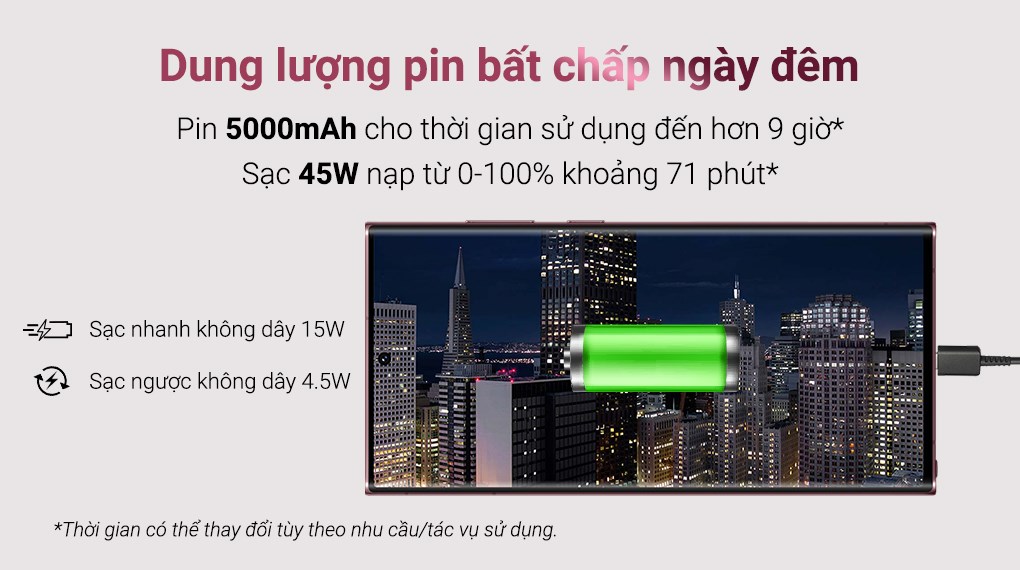 Dung lượng pin bất chấp ngày đêm
Pin 5000mAh cho thời gian sử dụng đến hơn 9 giờ*
Sạc 45W nạp từ 0-100% khoảng 71 phút*
Sạc nhanh không dây 15W
Sạc ngược không dây 4.5W
*Thời gian có thể thay đổi tùy theo nhu cầu/tác vụ sử dụng.